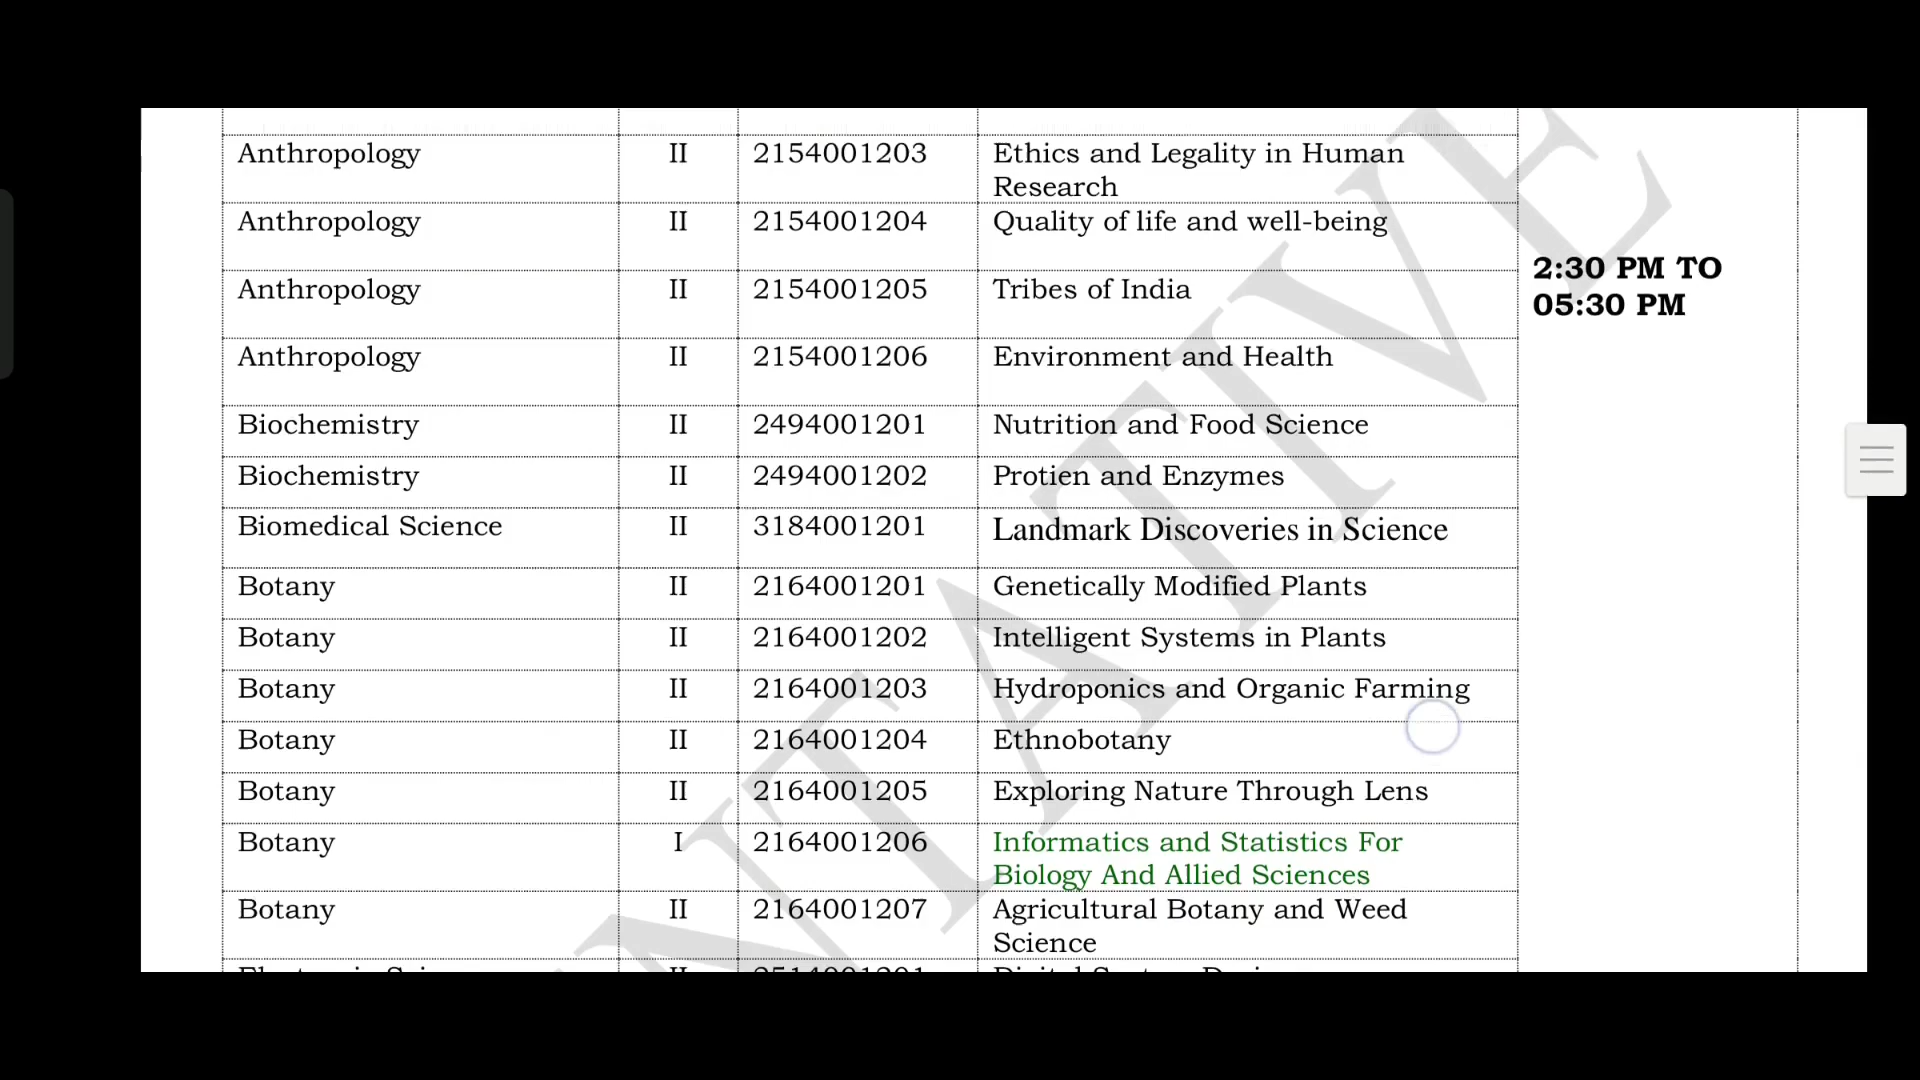 Anthropology II 2154001203 Ethics and Legality in Human
Research
Anthropology II 2154001204 Quality of life and well-being
2:30 PM TO
Anthropology II 2154001205 Tribes of India
05:30 PM
Anthropology II 2154001206 Environment and Health
Biochemistry II 2494001201 Nutrition and Food Science
Biochemistry II 2494001202 Protien and Enzymes
Biomedical Science II 3184001201 Landmark Discoveries in Science
Botany II 2164001201 Genetically Modified Plants
Botany II 2164001202 Intelligent Systems in Plants
Botany II 2164001203 Hydroponics and Organic Farming
Botany II 2164001204 Ethnobotany
Botany II 2164001205 Exploring Nature Through Lens
Botany I 2164001206 Informatics and Statistics For
Biology And Allied Sciences
Botany II 2164001207 Agricultural Botany and Weed
Science
NTATIVE